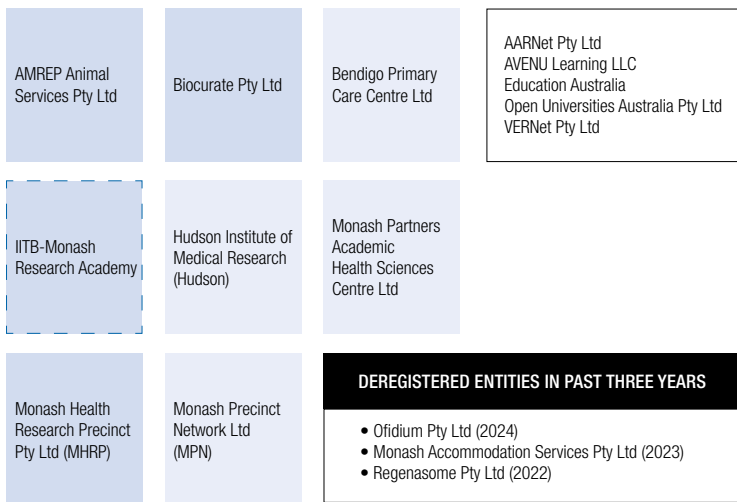 AMREP Animal
Services Pty Ltd
Biocurate Pty Ltd
Bendigo Primary
Care Centre Ltd
AARNet Pty Ltd
AVENU Learning LLC
Education Australia
Open Universities Australia Pty Ltd
VERNet Pty Ltd
IITB-Monash
Research Academy
Hudson Institute of
Medical Research
(Hudson)
Monash Partners
Academic
Health Sciences
Centre Ltd
Monash Health
Research Precinct
Pty Ltd (MHRP)
Monash Precinct
Network Ltd
(MPN)
DEREGISTERED ENTITIES IN PAST THREE YEARS
• Ofidium Pty Ltd (2024)
• Monash Accommodation Services Pty Ltd (2023)
• Regenasome Pty Ltd (2022)